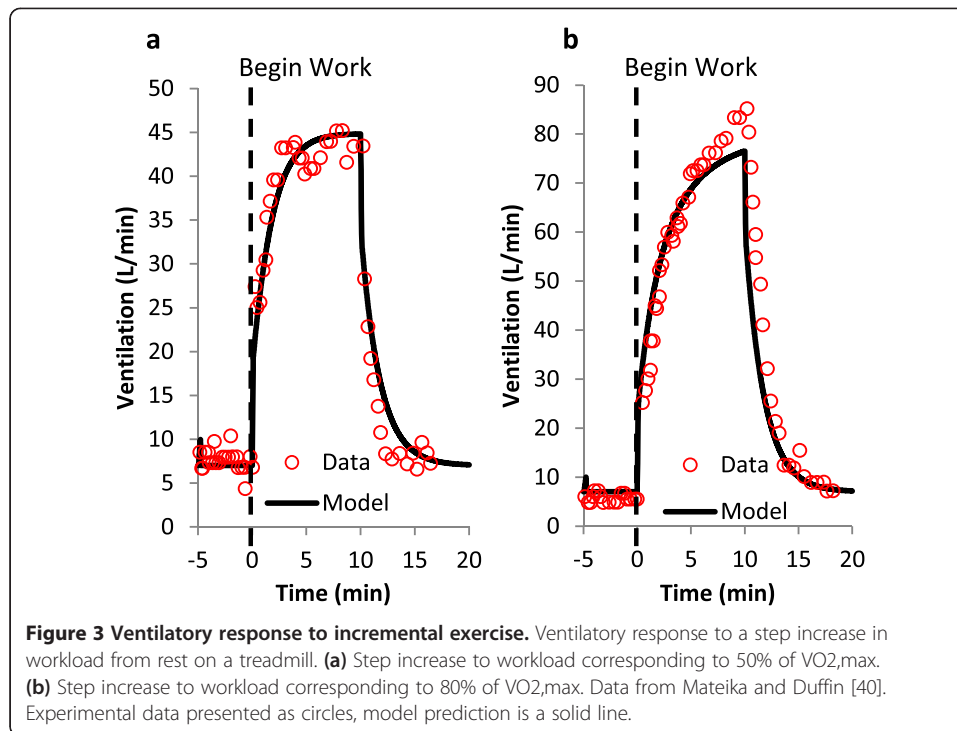 a
Begin Work
50
45
40
35
30
25
20
15
10
5
0
Ventilation (L/min)
Data
Model
-5 0 5 10 15 20
Time (min)
b
Begin Work
90
80
70
60
50
40
30
20
10
0
Ventilation (L/min)
Data
Model
-5 0 5 10 15 20
Time (min)
Figure 3 Ventilatory response to incremental exercise. Ventilatory response to a step increase in
workload from rest on a treadmill. (a) Step increase to workload corresponding to 50% of VO2,max.
(b) Step increase to workload corresponding to 80% of VO2,max. Data from Mateika and Duffin [40].
Experimental data presented as circles, model prediction is a solid line.